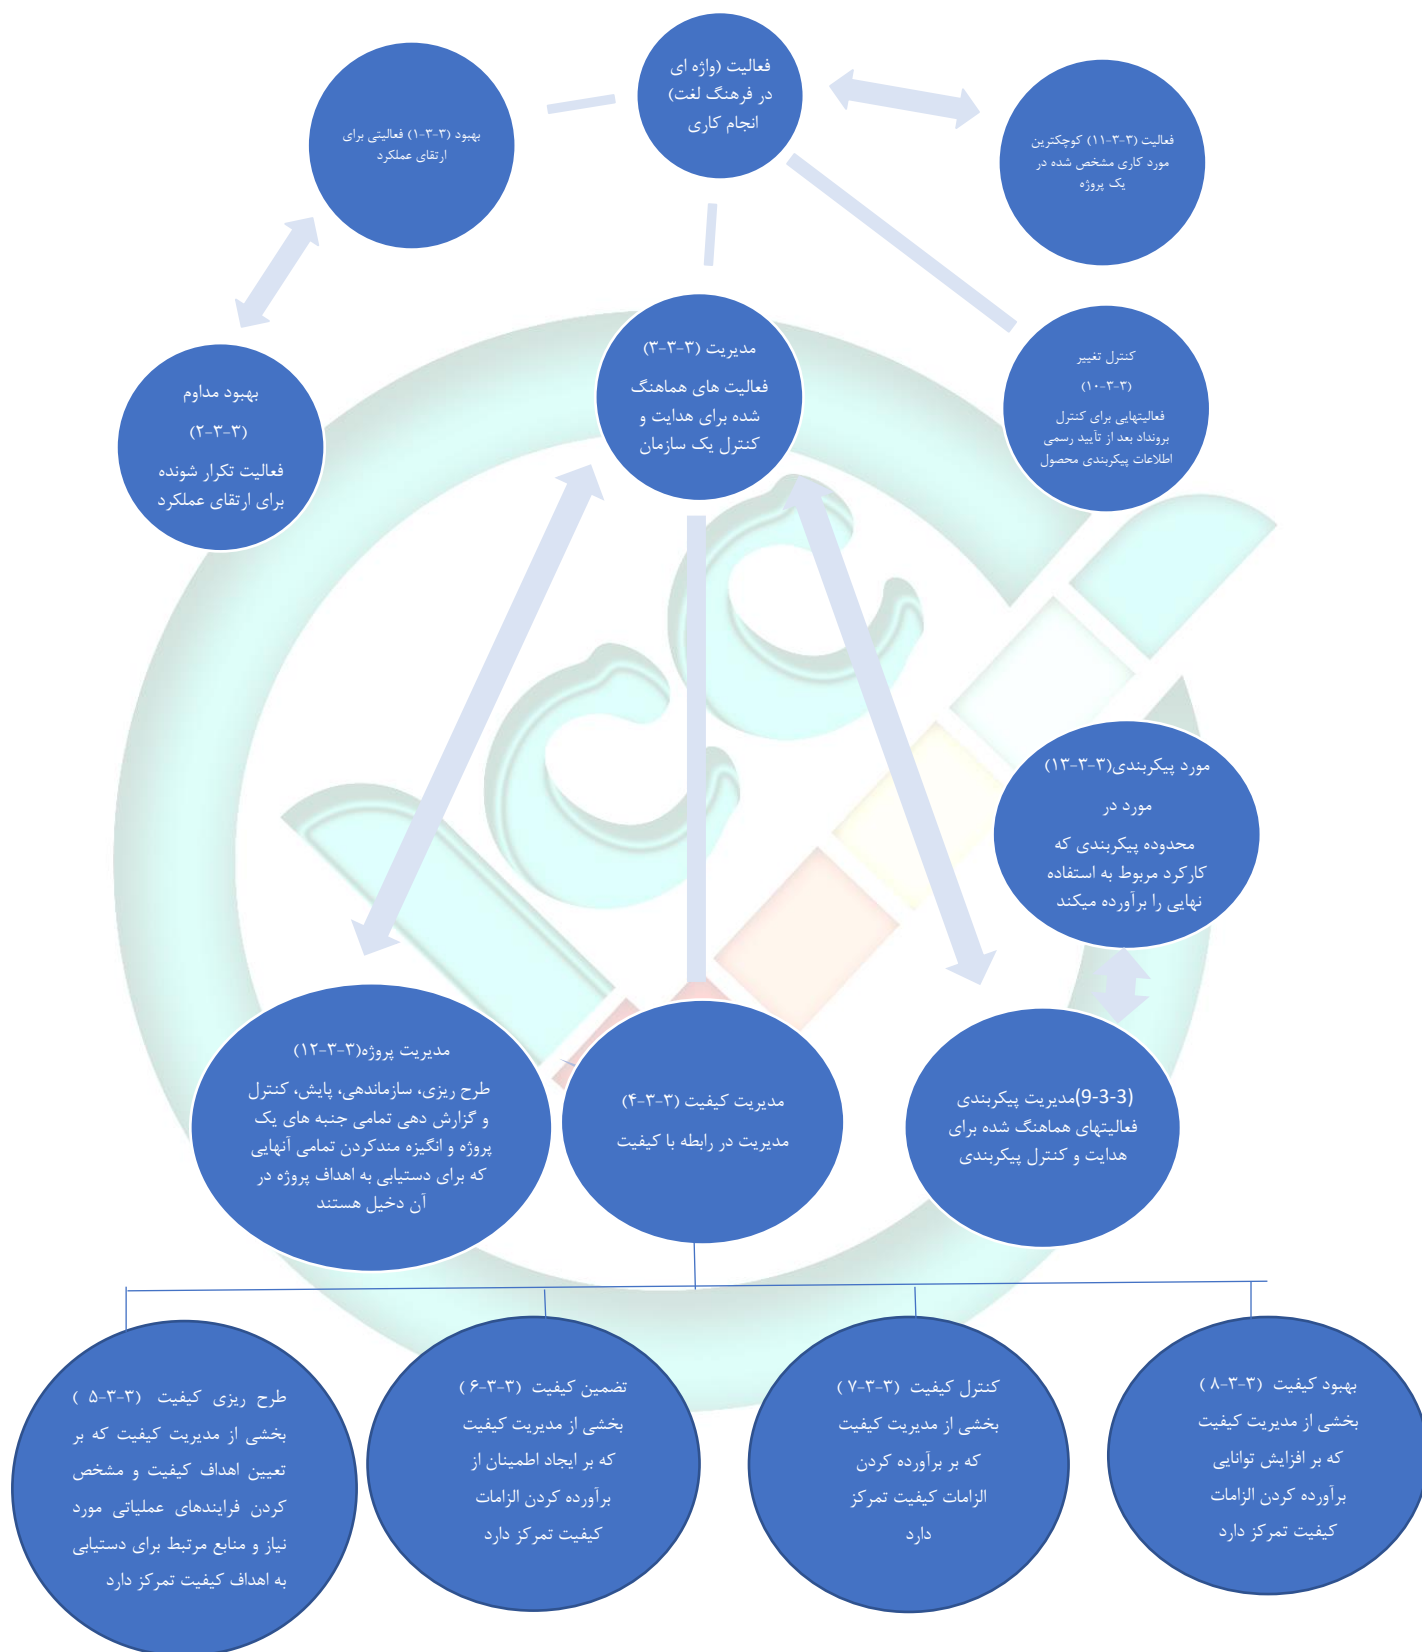 فعالیت (واژه ای
در فرهنگ لغت)
انجام کاری
فعالیت (۳-۳-۱۱) کوچکترین
مورد کاری مشخص شده در
یک پروژه
بهبود (۳-۳-۱) فعالیتی برای
ارتقای عملکرد
مدیریت (۳-۳-۳)
فعالیت های هماهنگ
شده برای هدایت و
کنترل یک سازمان
کنترل تغییر
(۳-۳-۱۰)
فعالیتهایی برای کنترل
برونداد بعد از تآیید رسمی
اطلاعات پیکربندی محصول
بهبود مداوم
(۳-۳-۲)
فعالیت تکرار شونده
برای ارتقای عملکرد
مورد پیکربندی(۳-۳-۱۳)
مورد در
محدوده پیکربندی که
کارکرد مربوط به استفاده
نهایی را برآورده میکند
(9-3-3)مدیریت پیکربندی
فعالیتهای هماهنگ شده برای
هدایت و کنترل پیکربندی
مدیریت کیفیت (۳-۳-۴)
مدیریت در رابطه با کیفیت
مدیریت پروژه(۳-۳-۱۲)
طرح ریزی، سازماندهی، پایش، کنترل
و گزارش دهی تمامی جنبه های یک
پروژه و انگیزه مندکردن تمامی آنهایی
که برای دستیابی به اهداف پروژه در
آن دخیل هستند
بهبود کیفیت (۳-۳-۸ )
بخشی از مدیریت کیفیت
که بر افزایش توانایی
برآورده کردن الزامات
کیفیت تمرکز دارد
کنترل کیفیت (۳-۳-۷ )
بخشی از مدیریت کیفیت
که بر برآورده کردن
الزامات کیفیت تمرکز
دارد
تضمین کیفیت (۳-۳-۶ )
بخشی از مدیریت کیفیت
که بر ایجاد اطمینان از
برآورده کردن الزامات
کیفیت تمرکز دارد
طرح ریزی کیفیت (۳-۳-۵ )
بخشی از مدیریت کیفیت که بر
تعیین اهداف کیفیت و مشخص
کردن فرایندهای عملیاتی مورد
نیاز و منابع مرتبط برای دستیابی
به اهداف کیفیت تمرکز دارد